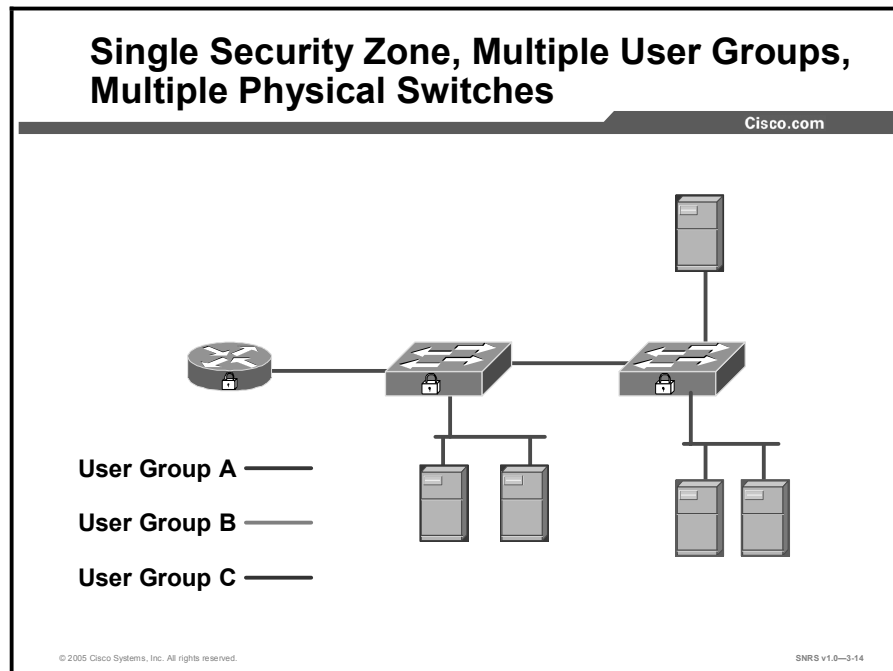 Single Security Zone, Multiple User Groups,
Multiple Physical Switches
Cisco.com
User Group A
User Group B
User Group C
© 2005 Cisco Systems, Inc. All rights reserved.
SNRS v1.0—3-14